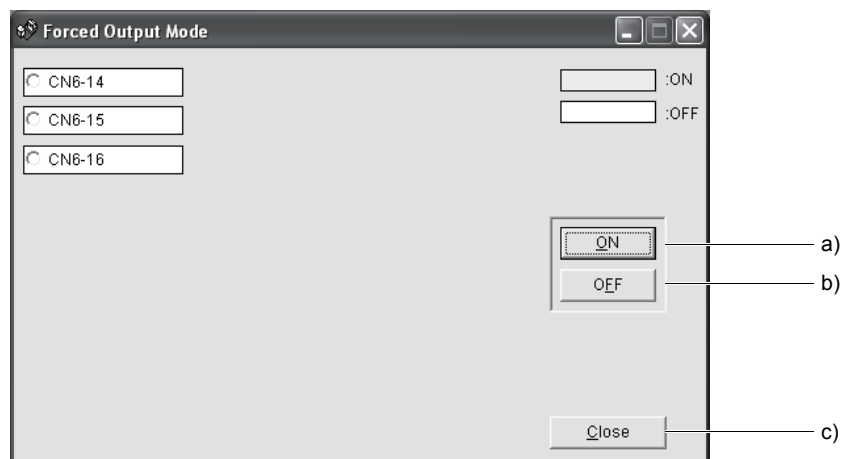 Forced Output Mode
CN6-14
CN6-15
CN6-16
:ON
:OFF
ON
OFF
Close
a)
b)
c)